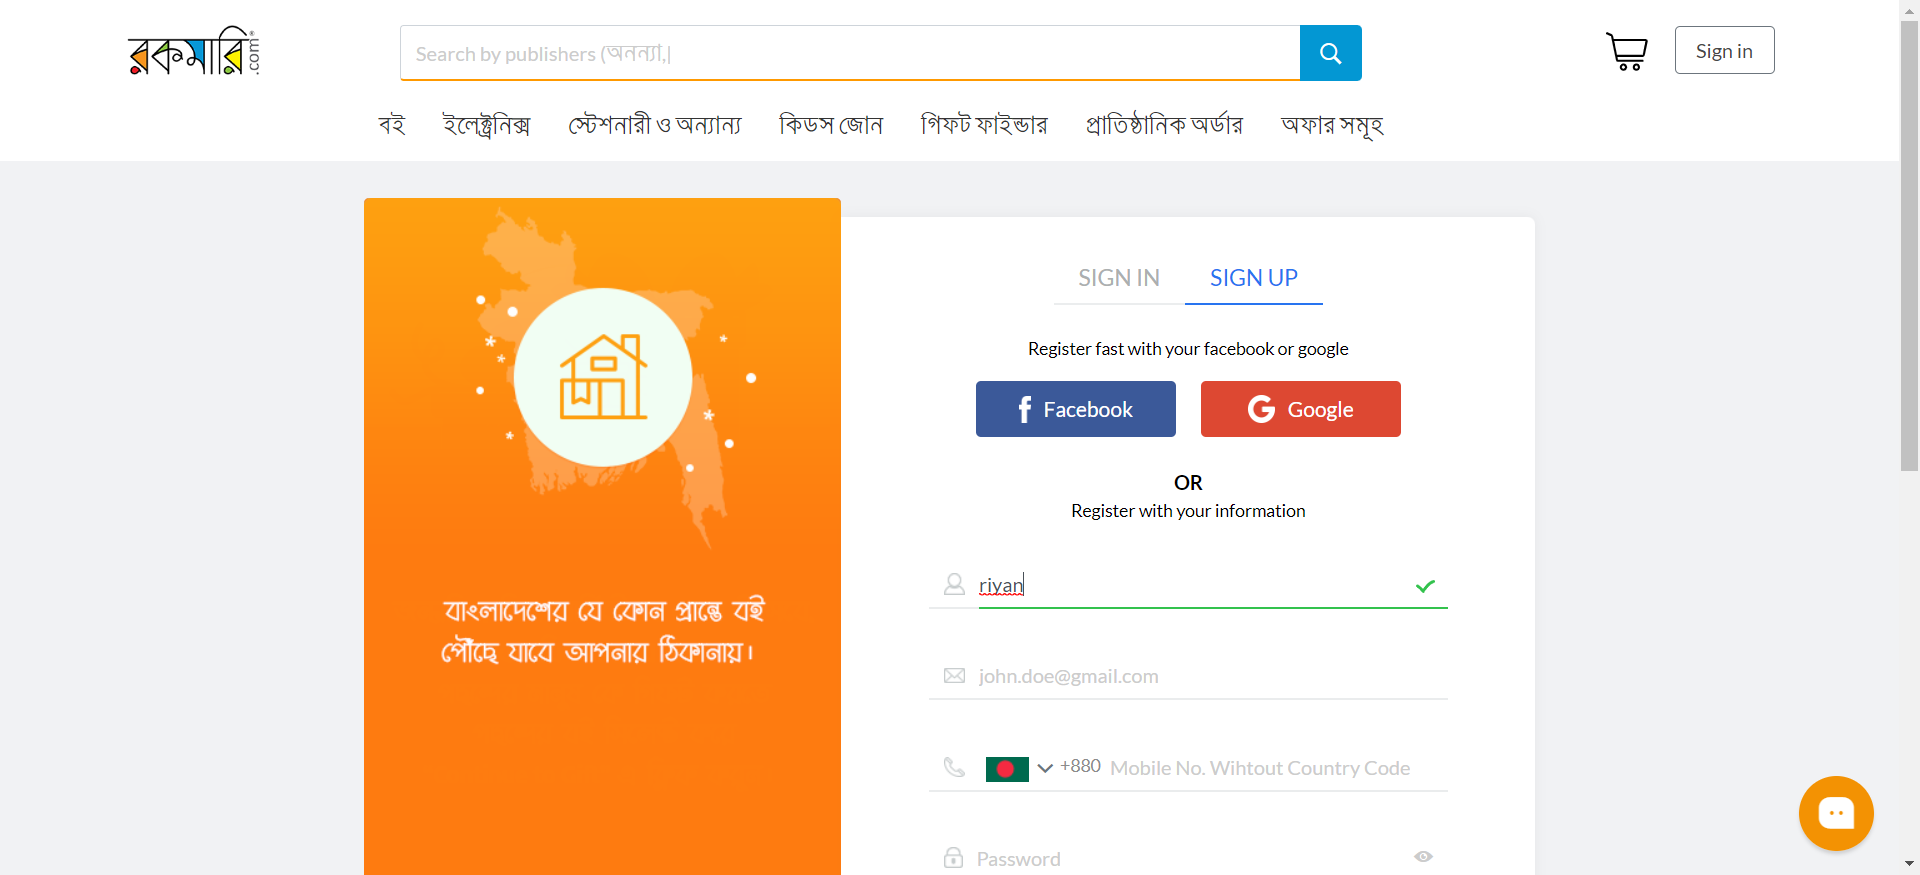 রকমারি.com
Search by publishers (অনন্যা,|
Sign in
বই ইলেক্ট্রনিক্স স্টেশনারী ও অন্যান্য কিডস জোন গিফট ফাইন্ডার প্রাতিষ্ঠানিক অর্ডার অফার সমূহ
বাংলাদেশের যে কোন প্রান্তে বই
পৌঁছে যাবে আপনার ঠিকানায়।
SIGN IN SIGN UP
Register fast with your facebook or google
Facebook Google
OR
Register with your information
riyan
john.doe@gmail.com
+880 Mobile No. Wihtout Country Code
Password